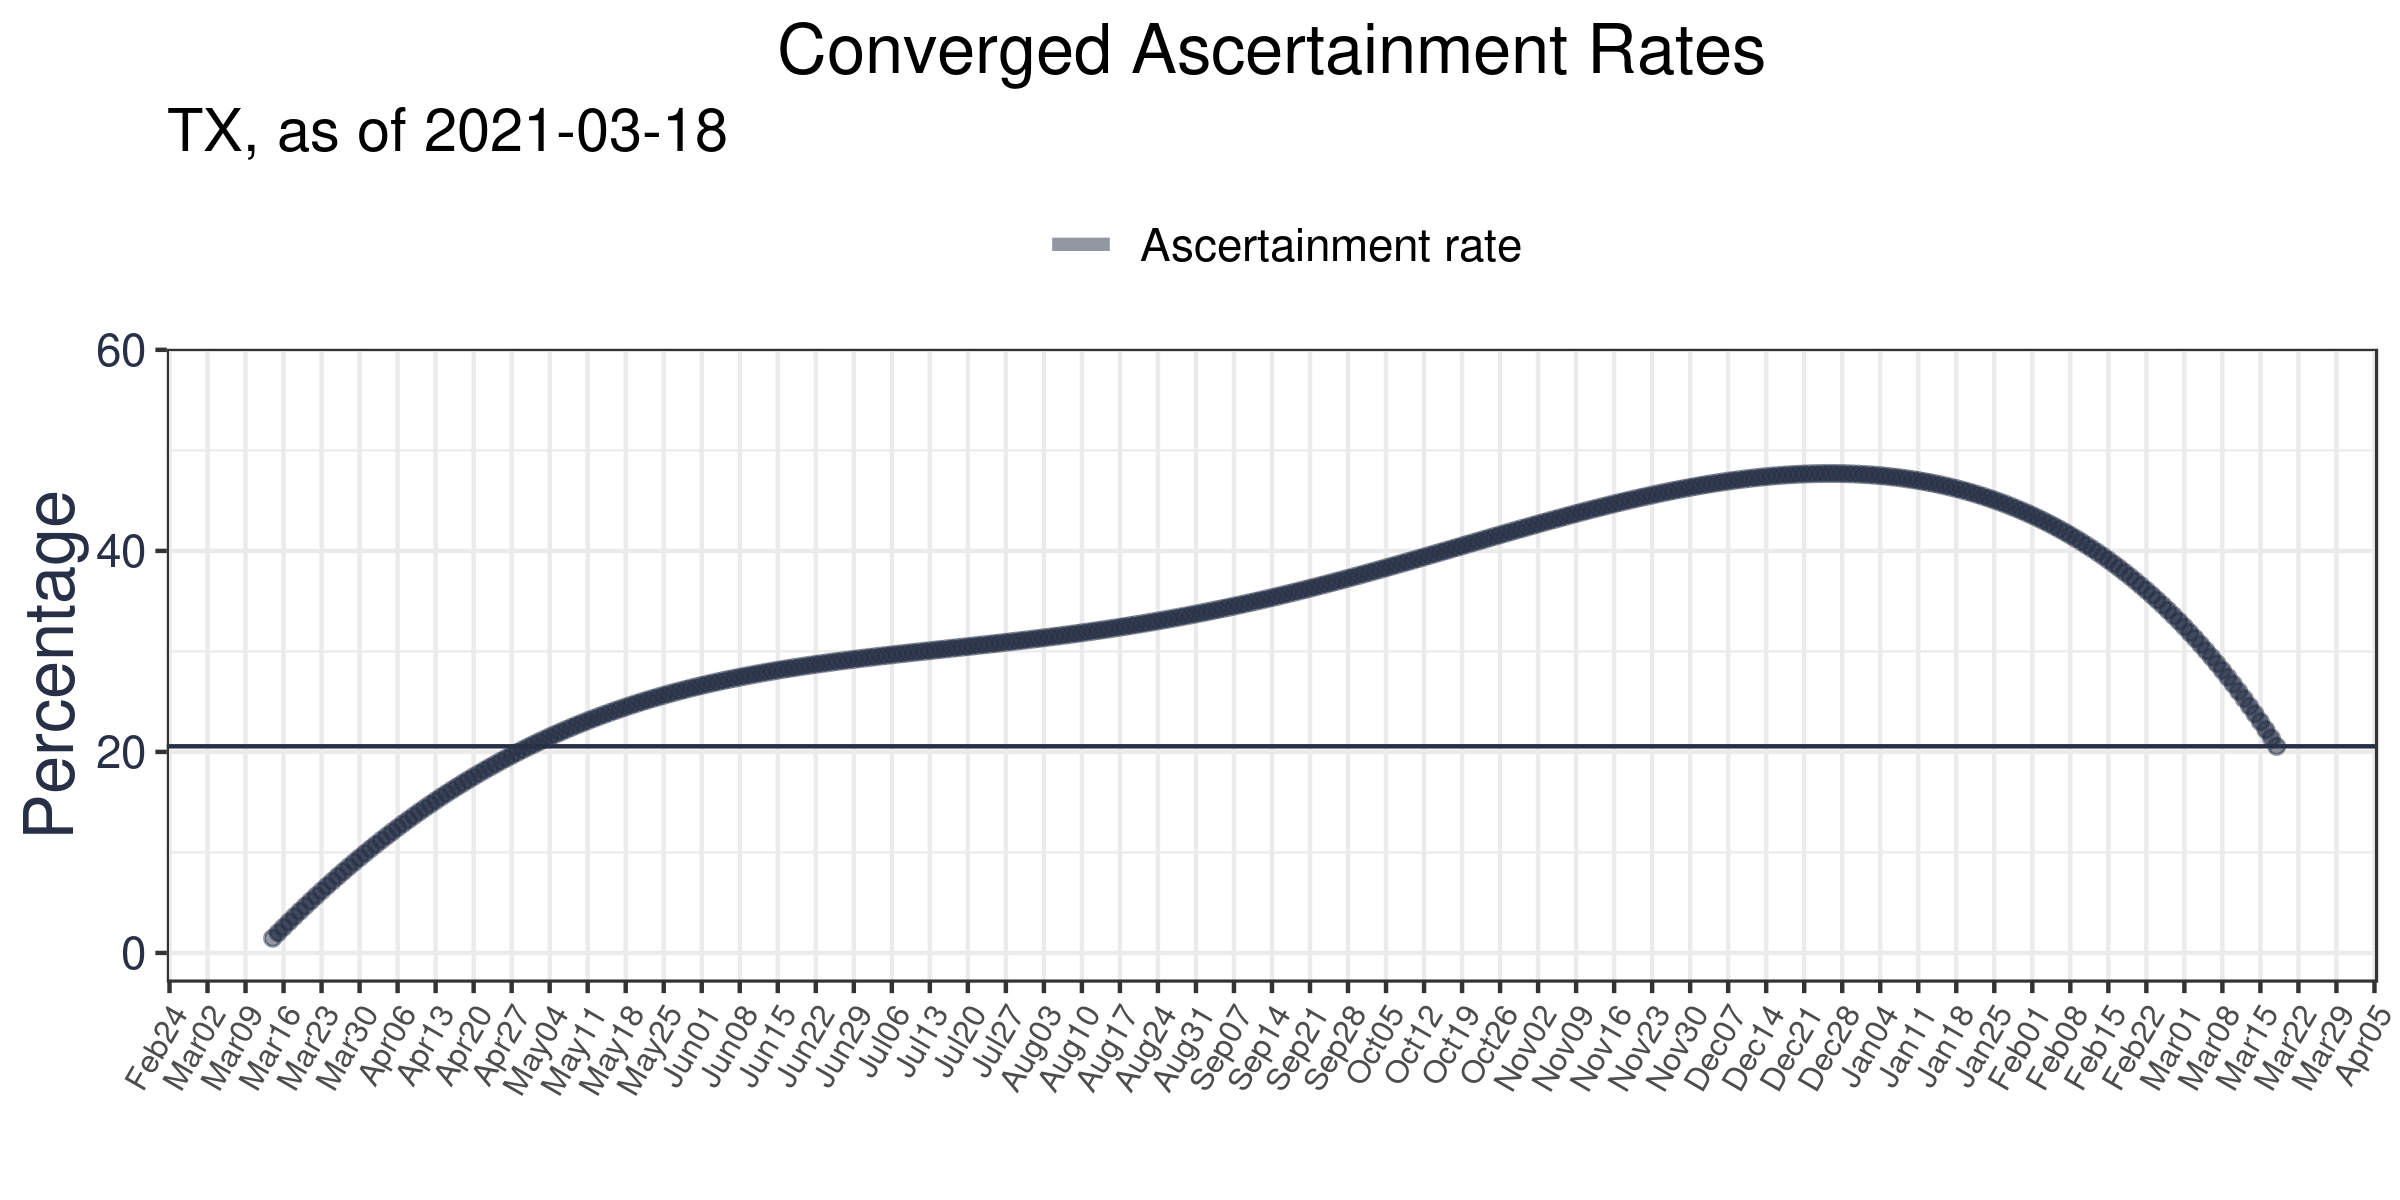 Converged Ascertainment Rates
TX, as of 2021-03-18
Ascertainment rate
Percentage
60
40
20
0
Feb24 Mar02 Mar09 Mar16 Mar23 Mar30 Apr06 Apr13 Apr20 Apr27 May04 May11 May18 May25 Jun01 Jun08 Jun15 Jun22 Jun29 Jul06 Jul13 Jul20 Jul27 Aug03 Aug10 Aug17 Aug24 Aug31 Sep07 Sep14 Sep21 Sep28 Oct05 Oct12 Oct19 Oct26 Nov02 Nov09 Nov16 Nov23 Nov30 Dec07 Dec14 Dec21 Dec28 Jan04 Jan11 Jan18 Jan25 Feb01 Feb08 Feb15 Feb22 Mar01 Mar08 Mar15 Mar22 Mar29 Apr05